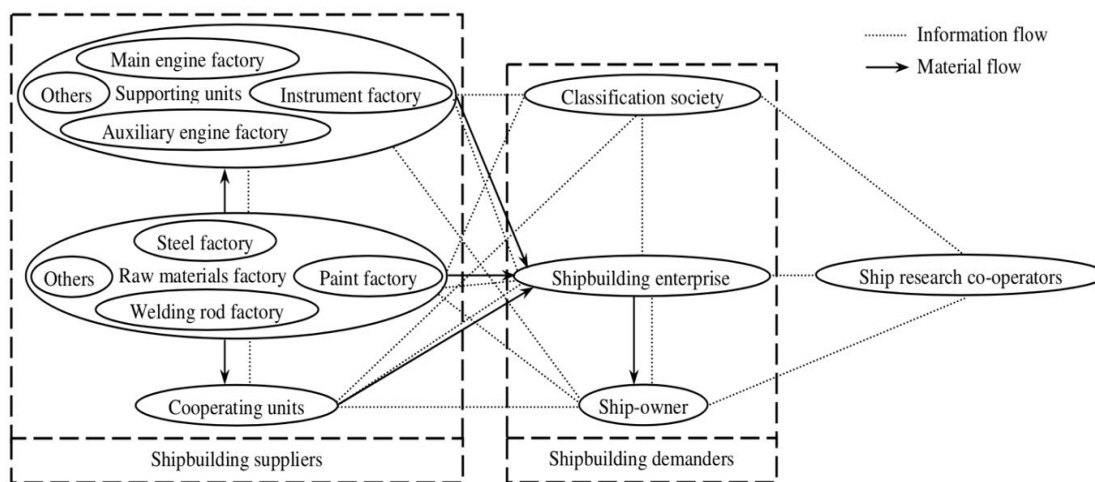 Information flow
Material flow
Main engine factory
Others
Supporting units
Instrument factory
Auxiliary engine factory
Classification society
Steel factory
Others
Raw materials factory
Paint factory
Welding rod factory
Shipbuilding enterprise
Ship research co-operators
Cooperating units
Ship-owner
Shipbuilding suppliers
Shipbuilding demanders